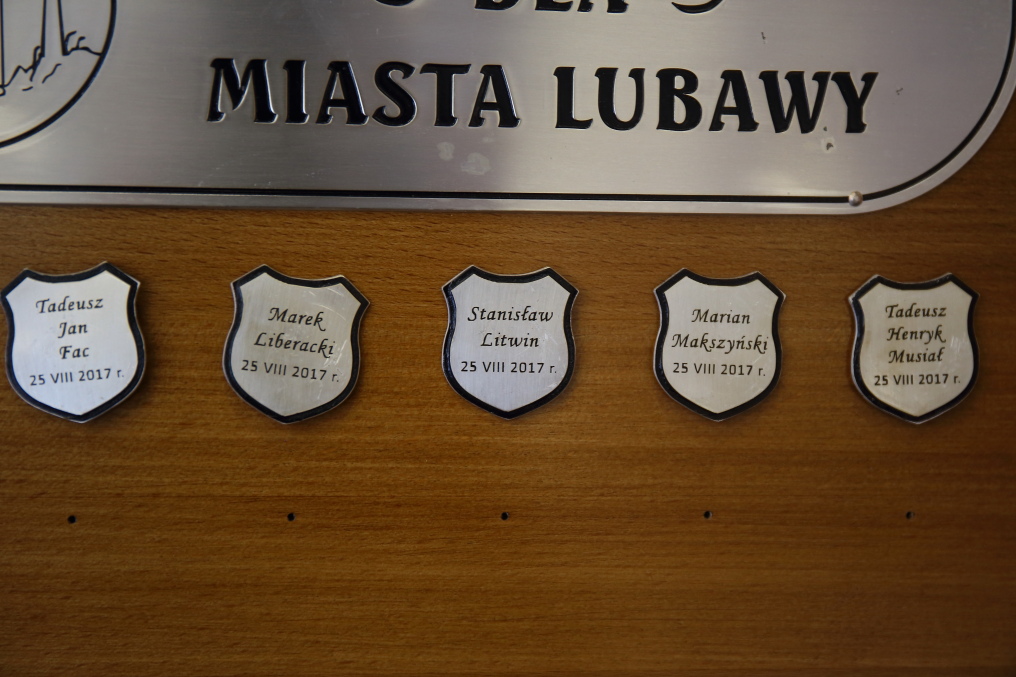 DLA
MIASTA LUBAWY
Tadeusz
Jan
Fac
25 VIII 2017 r.
Marek
Liberacki
25 VIII 2017 r.
Stanisław
Litwin
25 VIII 2017 r.
Marian
Makszyński
25 VIII 2017 r.
Tadeusz
Henryk
Musiał
25 VIII 2017 r.